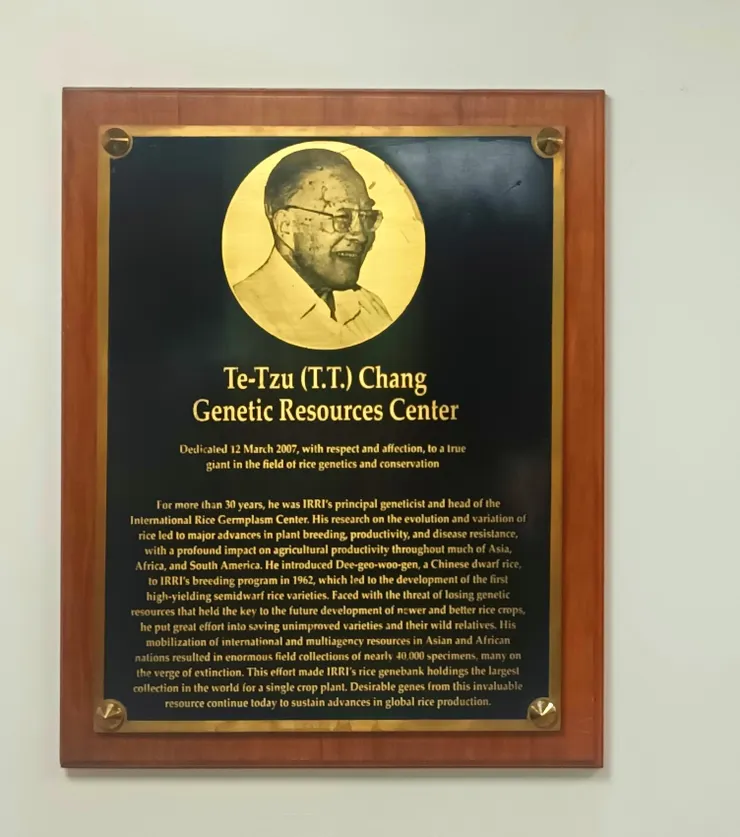 Te-Tzu (T.T.) Chang
Genetic Resources Center
Dedicated 12 March 2007, with respect and affection, to a true
giant in the field of rice genetics and conservation
For more than 30 years, he was IRRI's principal geneticist and head of the
International Rice Germplasm Center. His research on the evolution and variation of
rice led to major advances in plant breeding, productivity, and disease resistance,
with a profound impact on agricultural productivity throughout much of Asia,
Africa, and South America. He introduced Dee-geo-woo-gen, a Chinese dwarf rice,
to IRRI's breeding program in 1962, which led to the development of the first
high-yielding semidwarf rice varieties. Faced with the threat of losing genetic
resources that held the key to the future development of newer and better rice crops,
he put great effort into saving unimproved varieties and their wild relatives. His
mobilization of international and multiagency resources in Asian and African
nations resulted in enormous field collections of nearly 40,000 specimens, many on
the verge of extinction. This effort made IRRI's rice genebank holdings the largest
collection in the world for a single crop plant. Desirable genes from this invaluable
resource continue today to sustain advances in global rice production.